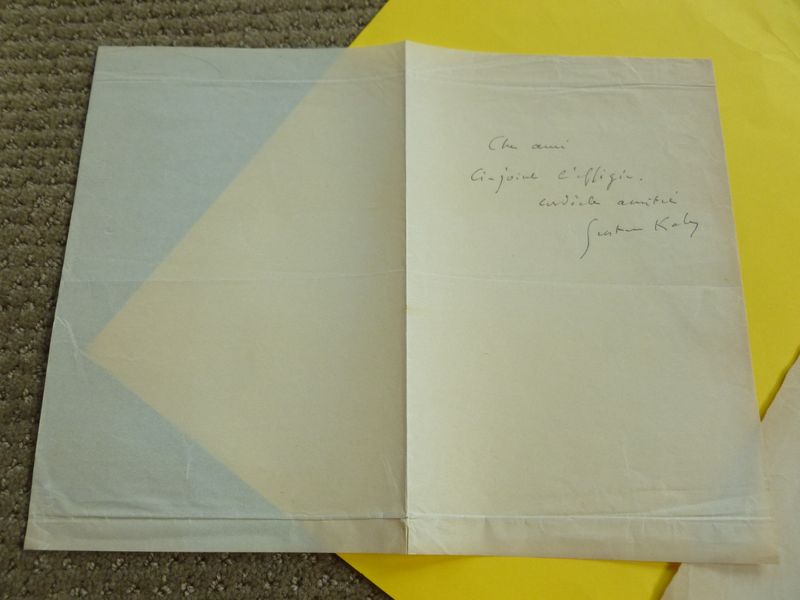 Cher ami
Ci-joint l'effigie.
cordiale amitié
Gustave Kahn